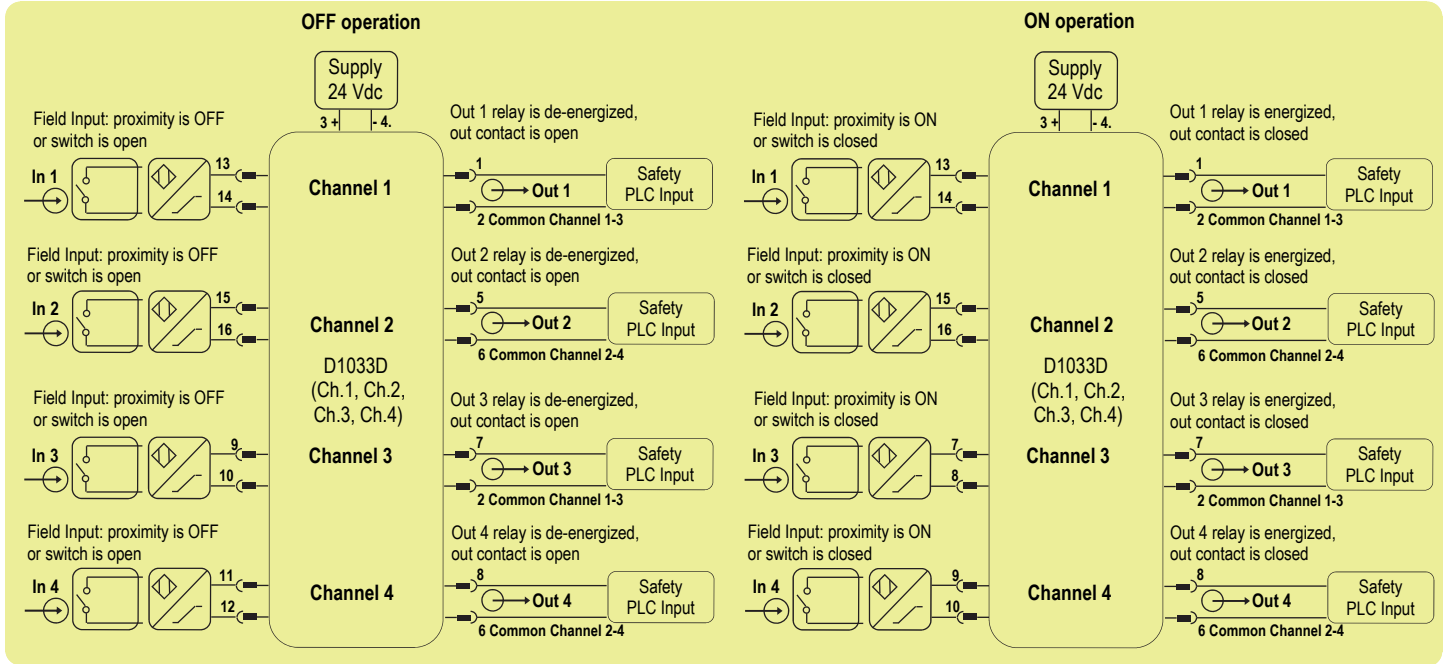 OFF operation
Supply
24 Vdc
3 +
- 4.
Field Input: proximity is OFF
or switch is open
In 1
13
14
Channel 1
Out 1 relay is de-energized,
out contact is open
1
Out 1
2 Common Channel 1-3
Safety
PLC Input
Field Input: proximity is OFF
or switch is open
In 2
15
16
Channel 2
D1033D
(Ch.1, Ch.2,
Ch.3, Ch.4)
Out 2 relay is de-energized,
out contact is open
5
Out 2
6 Common Channel 2-4
Safety
PLC Input
Field Input: proximity is OFF
or switch is open
In 3
9
10
Channel 3
Out 3 relay is de-energized,
out contact is open
7
Out 3
2 Common Channel 1-3
Safety
PLC Input
Field Input: proximity is OFF
or switch is open
In 4
11
12
Channel 4
Out 4 relay is de-energized,
out contact is open
8
Out 4
6 Common Channel 2-4
Safety
PLC Input
ON operation
Supply
24 Vdc
3 +
- 4.
Field Input: proximity is ON
or switch is closed
In 1
13
14
Channel 1
Out 1 relay is energized,
out contact is closed
1
Out 1
2 Common Channel 1-3
Safety
PLC Input
Field Input: proximity is ON
or switch is closed
In 2
15
16
Channel 2
D1033D
(Ch.1, Ch.2,
Ch.3, Ch.4)
Out 2 relay is energized,
out contact is closed
5
Out 2
6 Common Channel 2-4
Safety
PLC Input
Field Input: proximity is ON
or switch is closed
In 3
7
8
Channel 3
Out 3 relay is energized,
out contact is closed
7
Out 3
2 Common Channel 1-3
Safety
PLC Input
Field Input: proximity is ON
or switch is closed
In 4
9
10
Channel 4
Out 4 relay is energized,
out contact is closed
8
Out 4
6 Common Channel 2-4
Safety
PLC Input